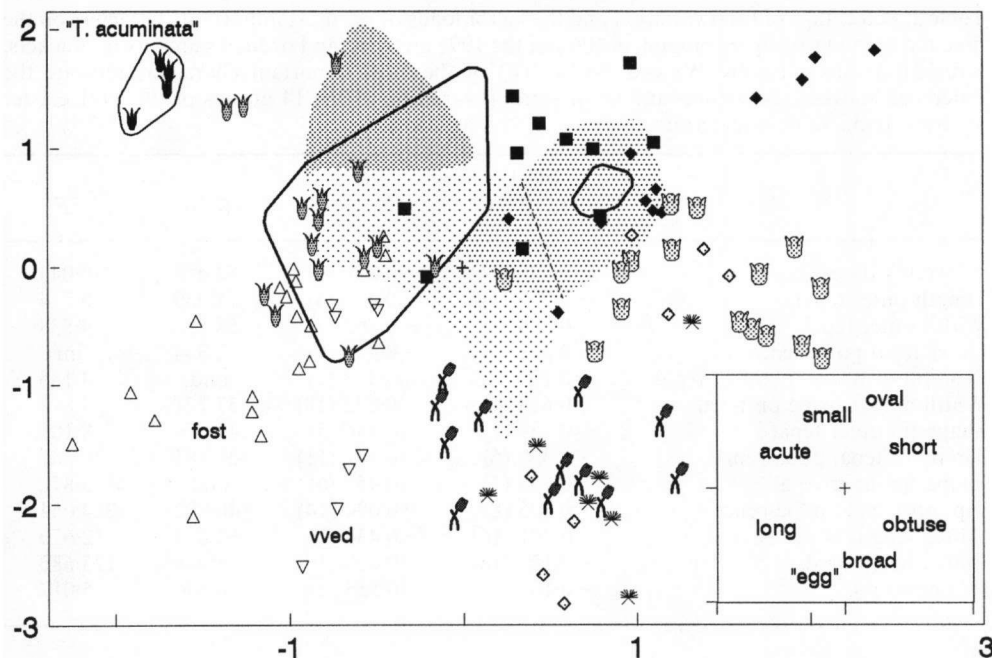 2
"T. acuminata"
1
0
-1
fost
-2
vved
-3
-1
1
3
oval
small
short
acute
long
obtuse
broad
"egg"